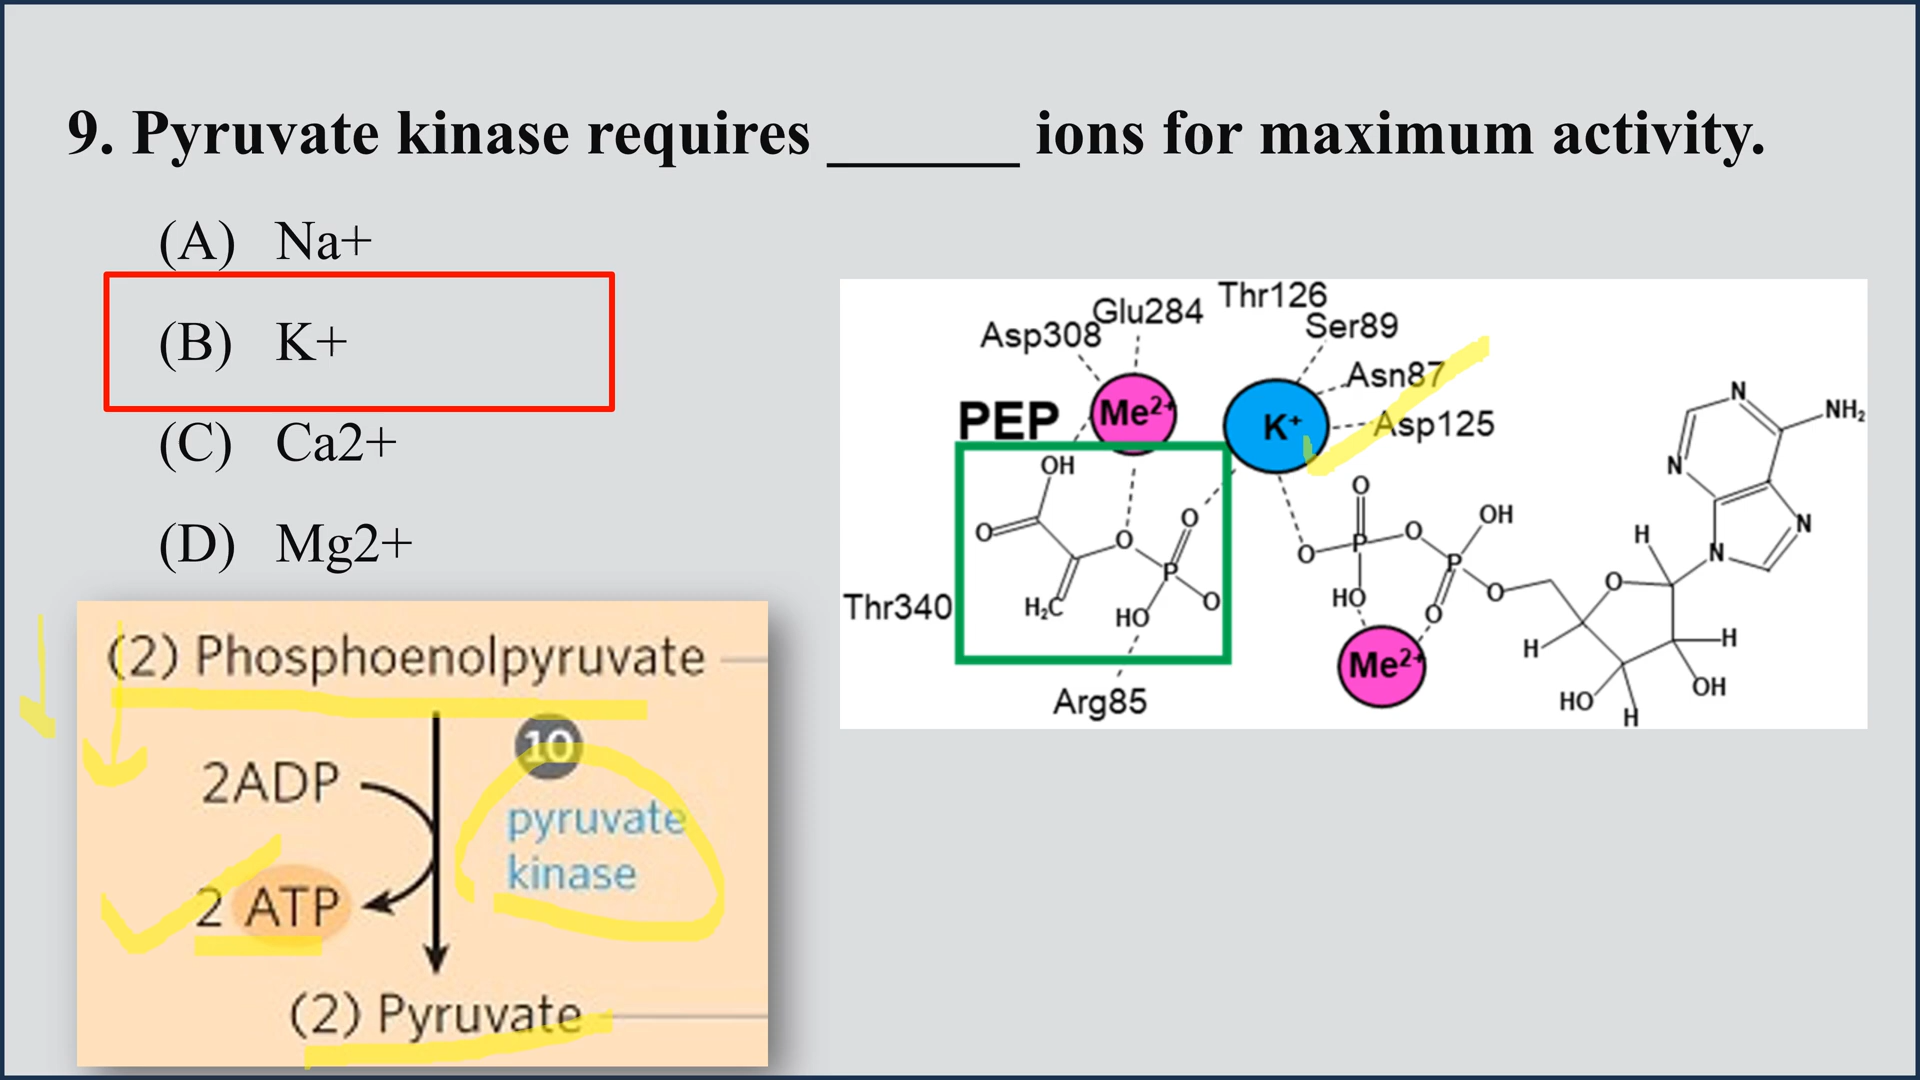 9. Pyruvate kinase requires ______ ions for maximum activity.
(A) Na+
(B) K+
(C) Ca2+
(D) Mg2+
(2) Phosphoenolpyruvate
10
2ADP
pyruvate
kinase
2 ATP
(2) Pyruvate
Thr126
Glu284
Ser89
Asp308
Asn87
PEP
Me²⁺
K⁺
Asp125
OH
O
O
O
P
O
H₂C
HO
Thr340
Arg85
O
O
P
O
OH
P
HO
O
O
Me²⁺
O
H
H
H
HO
H
OH
N
N
N
N
NH₂